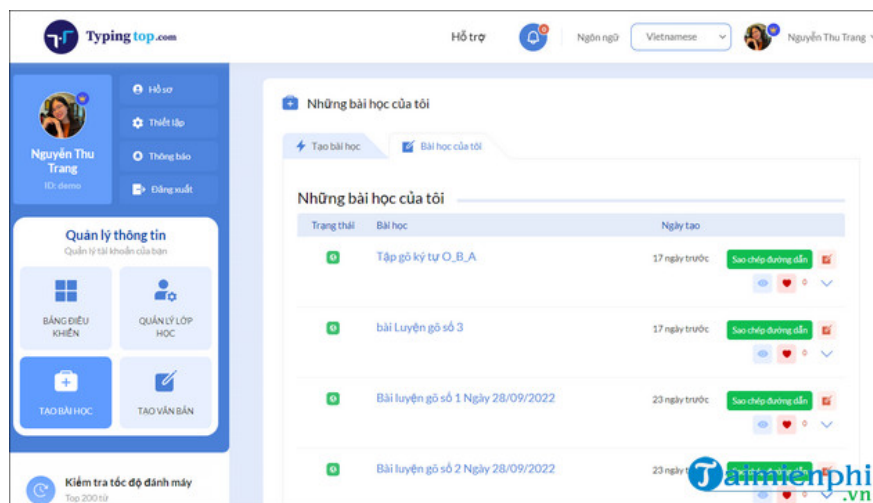 Typing top.com
Hỗ trợ
0
Ngôn ngữ
Vietnamese
Nguyễn Thu Trang
Nguyễn Thu Trang
ID: demo
Hồ sơ
Thiết lập
Thông báo
Đăng xuất
Quản lý thông tin
Quản lý tài khoản của bạn
BẢNG ĐIỀU KHIỂN
QUẢN LÝ LỚP HỌC
TẠO BÀI HỌC
TẠO VĂN BẢN
Kiểm tra tốc độ đánh máy
Top 200 từ
Những bài học của tôi
Tạo bài học
Bài học của tôi
Những bài học của tôi
Trạng thái Bài học Ngày tạo
Tập gõ ký tự O_B_A 17 ngày trước Sao chép đường dẫn
0
bài Luyện gõ số 3 17 ngày trước Sao chép đường dẫn
0
Bài luyện gõ số 1 Ngày 28/09/2022 23 ngày trước Sao chép đường dẫn
0
Bài luyện gõ số 2 Ngày 28/09/2022 23 ngày
Taimienphi
.vn